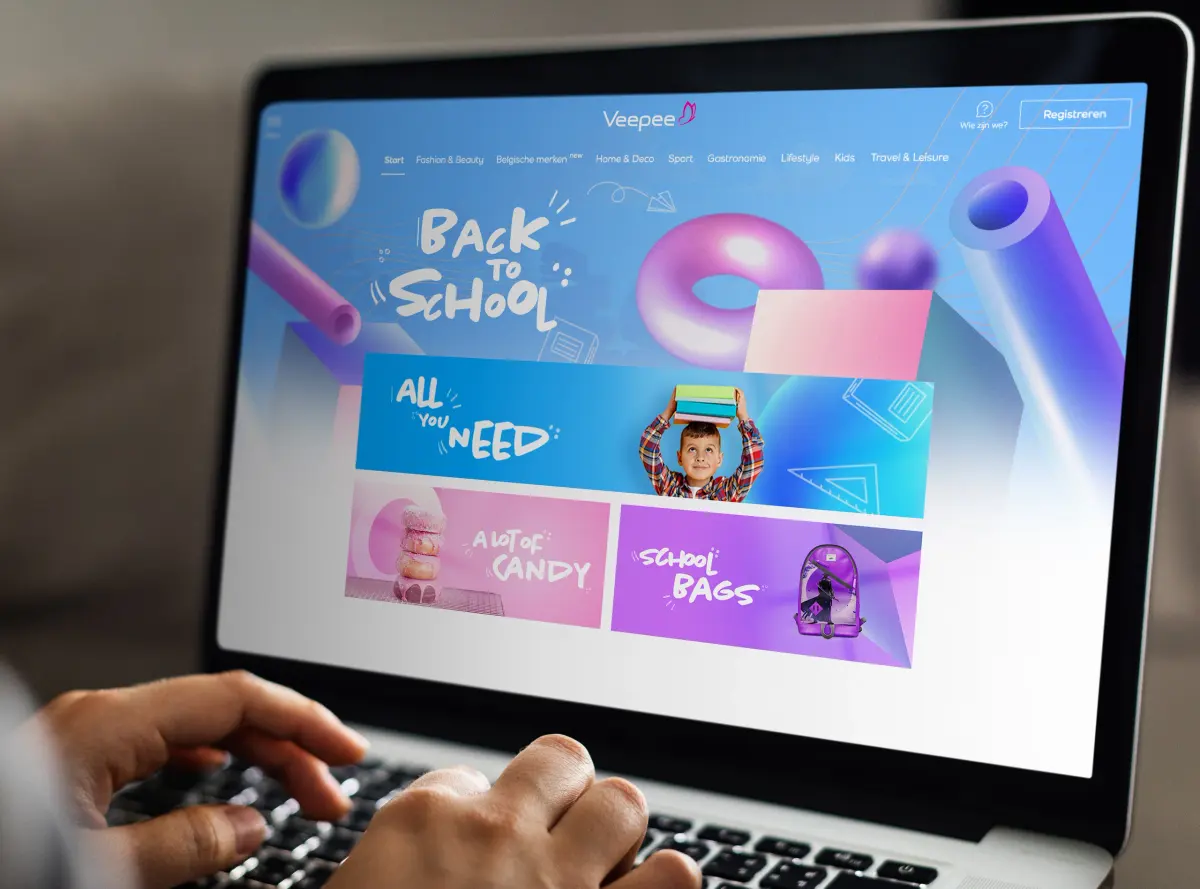 Veepee
Wie zijn we?
Registreren
Start Fashion & Beauty Belgische merken new Home & Deco Sport Gastronomie Lifestyle Kids Travel & Leisure
BACK
TO
SCHOOL
ALL
YOU
NEED
A LOT OF
CANDY
SCHOOL
BAGS